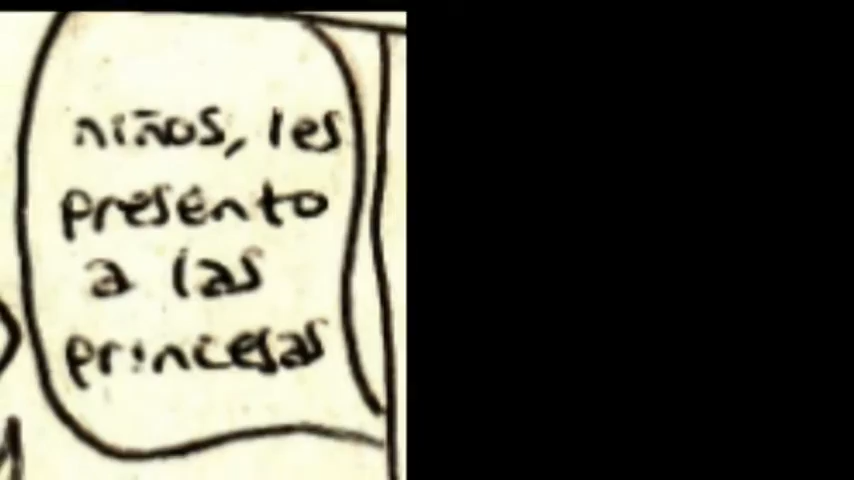 niños, les
presento
a las
princesas